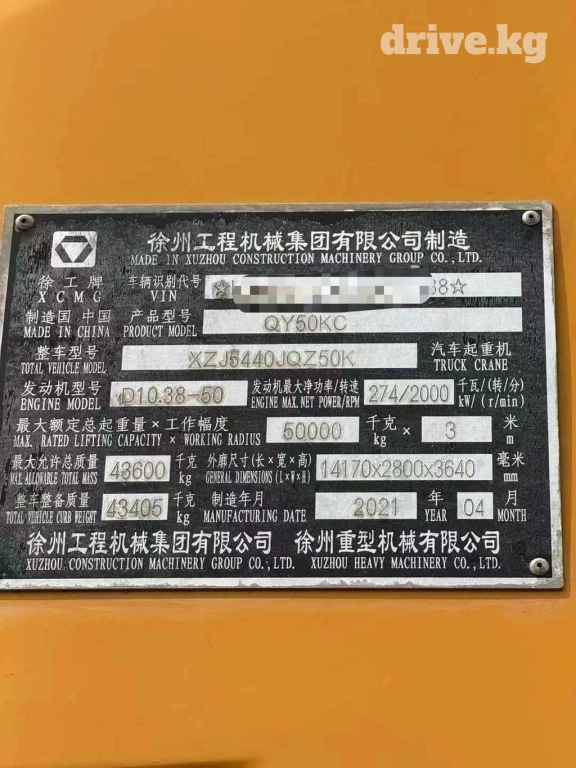 drive.kg
徐州工程机械集团有限公司制造
MADE IN XUZHOU CONSTRUCTION MACHINERY GROUP CO., LTD.
徐工牌 车辆识别代号
XCMG VIN 38☆
制造国 中国 产品型号 QY50KC
MADE IN CHINA PRODUCT MODEL
整车型号 XZJ5440JQZ50K 汽车起重机
TOTAL VEHICLE MODEL TRUCK CRANE
发动机型号 D10.38-50 发动机最大净功率/转速 274/2000 千瓦/(转/分)
ENGINE MODEL ENGINE MAX.NET POWER/RPM kW/(r/min)
最大额定总起重量×工作幅度 50000 千克 × 3 米
MAX. RATED LIFTING CAPACITY × WORKING RADIUS kg m
最大允许总质量 43600 千克 外廓尺寸(长×宽×高) 14170x2800x3640 毫米
MAX ALLOWABLE TOTAL MASS kg GENERAL DIMENSIONS (L×W×H) mm
整车整备质量 43405 千克 制造年月 2021 年 04 月
TOTAL VEHICLE CURB WEIGHT kg MANUFACTURING DATE YEAR MONTH
徐州工程机械集团有限公司 徐州重型机械有限公司
XUZHOU CONSTRUCTION MACHINERY GROUP CO., LTD. XUZHOU HEAVY MACHINERY CO., LTD.